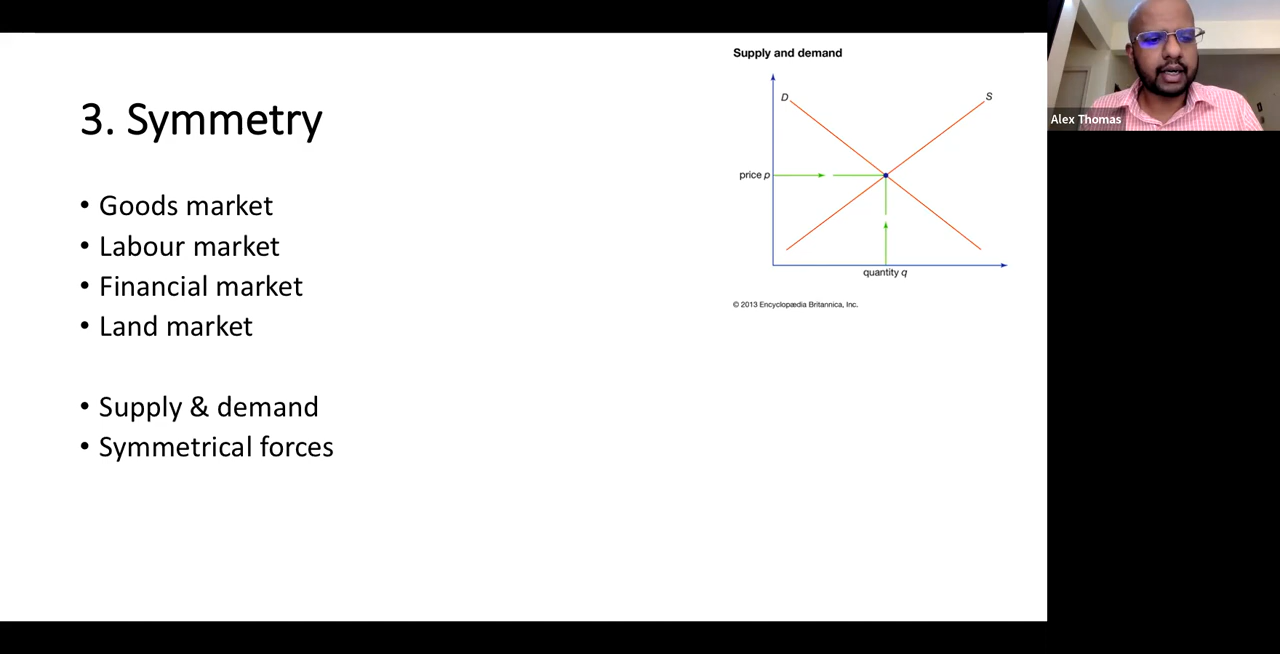 3. Symmetry
• Goods market
• Labour market
• Financial market
• Land market
• Supply & demand
• Symmetrical forces
Supply and demand
D
S
price p
quantity q
© 2013 Encyclopædia Britannica, Inc.
Alex Thomas